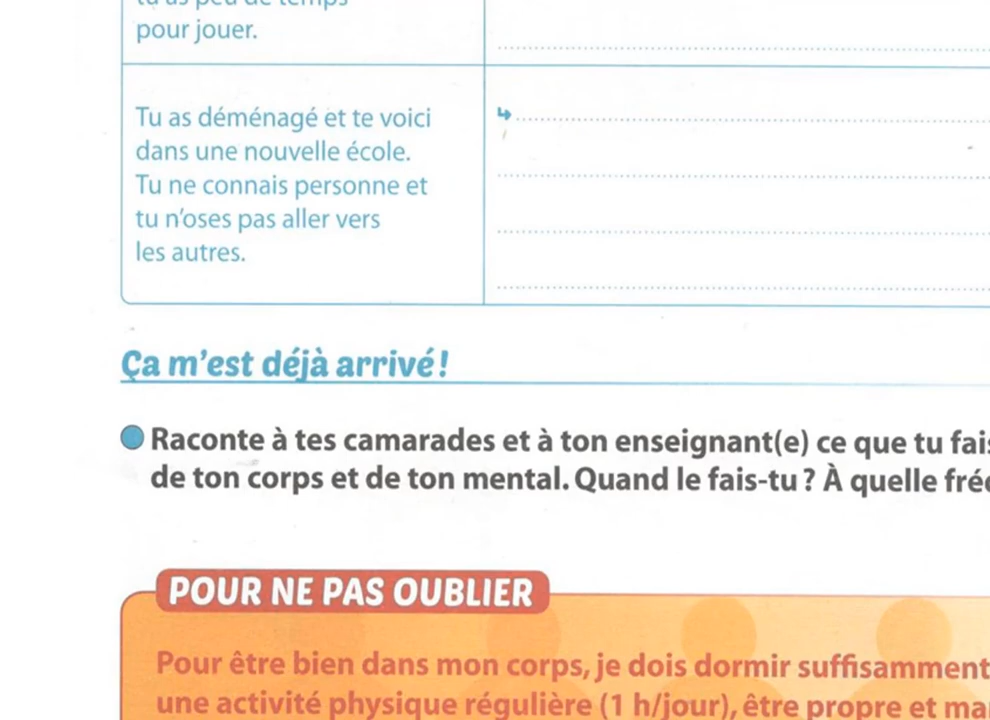 pour jouer.
Tu as déménagé et te voici
dans une nouvelle école.
Tu ne connais personne et
tu n'oses pas aller vers
les autres.
Ça m'est déjà arrivé !
Raconte à tes camarades et à ton enseignant(e) ce que tu fais
de ton corps et de ton mental. Quand le fais-tu ? À quelle
POUR NE PAS OUBLIER
Pour être bien dans mon corps, je dois dormir suffisamment
une activité physique régulière (1 h/jour), être propre et